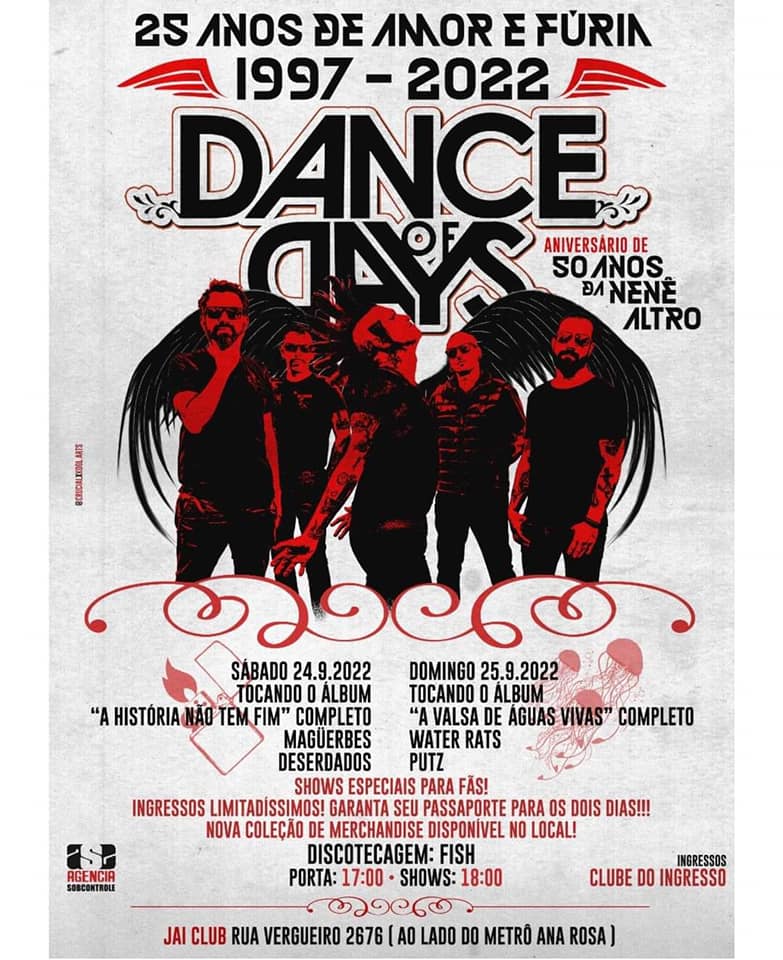 25 ANOS DE AMOR E FÚRIA
1997 - 2022
DANCE
OF
DAYS
ANIVERSÁRIO DE
50 ANOS
DA NENÊ
ALTRO
@CRUCIALXKOOL.ARTS
SÁBADO 24.9.2022
TOCANDO O ÁLBUM
“A HISTÓRIA NÃO TEM FIM” COMPLETO
MAGÜERBES
DESERDADOS
DOMINGO 25.9.2022
TOCANDO O ÁLBUM
“A VALSA DE ÁGUAS VIVAS” COMPLETO
WATER RATS
PUTZ
SHOWS ESPECIAIS PARA FÃS!
INGRESSOS LIMITADÍSSIMOS! GARANTA SEU PASSAPORTE PARA OS DOIS DIAS!!!
NOVA COLEÇÃO DE MERCHANDISE DISPONÍVEL NO LOCAL!
DISCOTECAGEM: FISH
PORTA: 17:00 • SHOWS: 18:00
asc
AGENCIA
SOBCONTROLE
INGRESSOS
CLUBE DO INGRESSO
JAI CLUB RUA VERGUEIRO 2676 ( AO LADO DO METRÔ ANA ROSA )